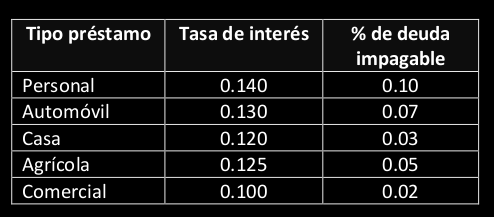 Tipo préstamo Tasa de interés % de deuda
impagable
Personal 0.140 0.10
Automóvil 0.130 0.07
Casa 0.120 0.03
Agrícola 0.125 0.05
Comercial 0.100 0.02